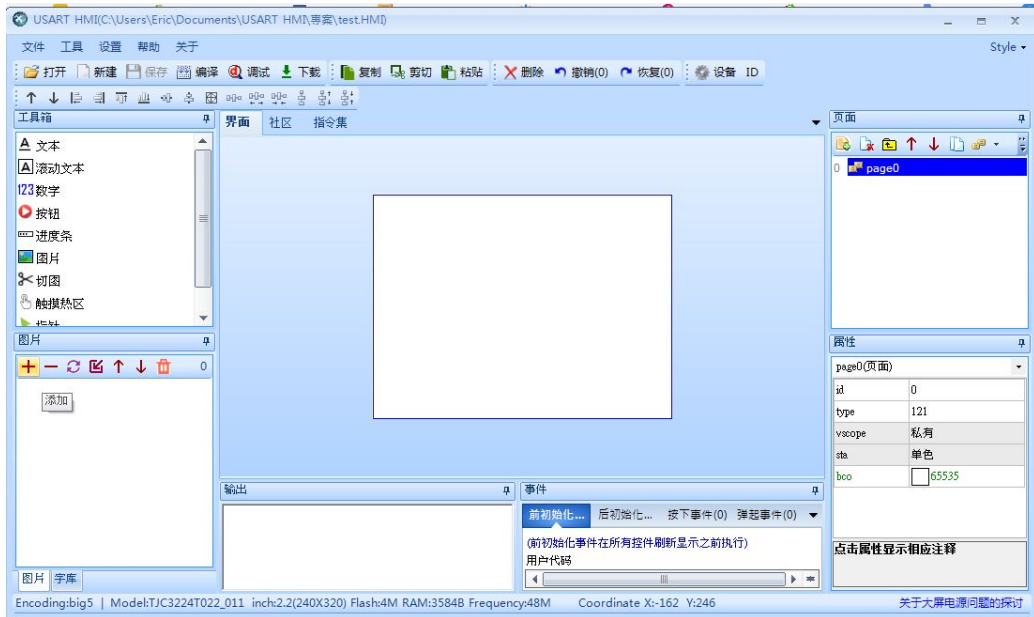 USART HMI(C:\Users\Eric\Documents\USART HMI\專案\test.HMI)
文件 工具 设置 帮助 关于 Style
打开 新建 保存 编译 调试 下载 复制 剪切 粘贴 删除 撤销(0) 恢复(0) 设备 ID
工具箱
A 文本
A 滚动文本
123 数字
按钮
进度条
图片
切图
触摸热区
指针
图片
0
添加
图片 字库
界面 社区 指令集
输出
事件
前初始化... 后初始化... 按下事件(0) 弹起事件(0)
(前初始化事件在所有控件刷新显示之前执行)
用户代码
页面
0 page0
属性
page0(页面)
id 0
type 121
vscope 私有
sta 单色
bco 65535
点击属性显示相应注释
Encoding:big5 | Model:TJC3224T022_011 inch:2.2(240X320) Flash:4M RAM:3584B Frequency:48M Coordinate X:-162 Y:246 关于大屏电源问题的探讨